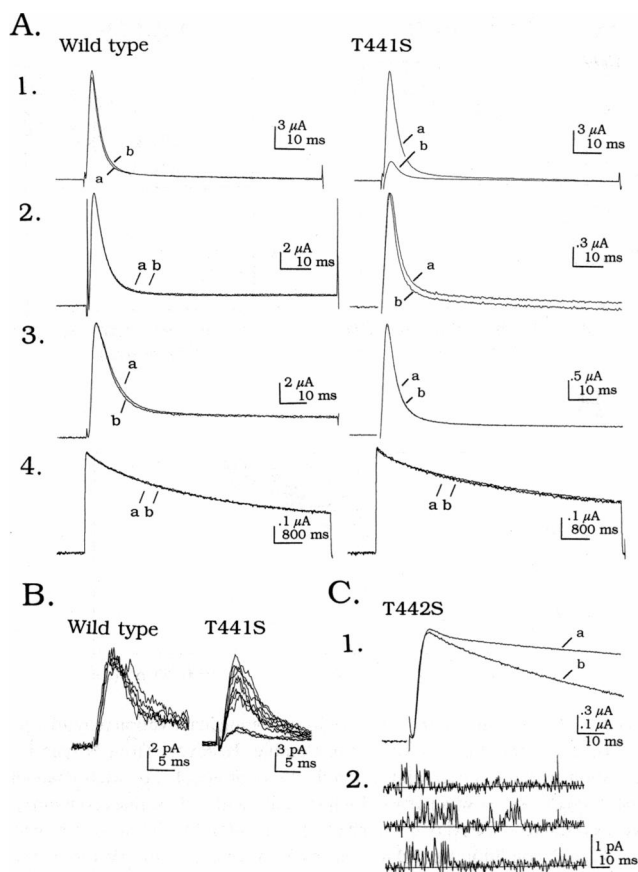 A.
Wild type
T441S
1.
a
b
3 µA
10 ms
a
b
3 µA
10 ms
2.
a b
2 µA
10 ms
a
b
.3 µA
10 ms
3.
a
b
2 µA
10 ms
a
b
.5 µA
10 ms
4.
a b
.1 µA
800 ms
a b
.1 µA
800 ms
B.
Wild type
T441S
2 pA
5 ms
3 pA
5 ms
C.
T442S
1.
a
b
.3 µA
.1 µA
10 ms
2.
1 pA
10 ms